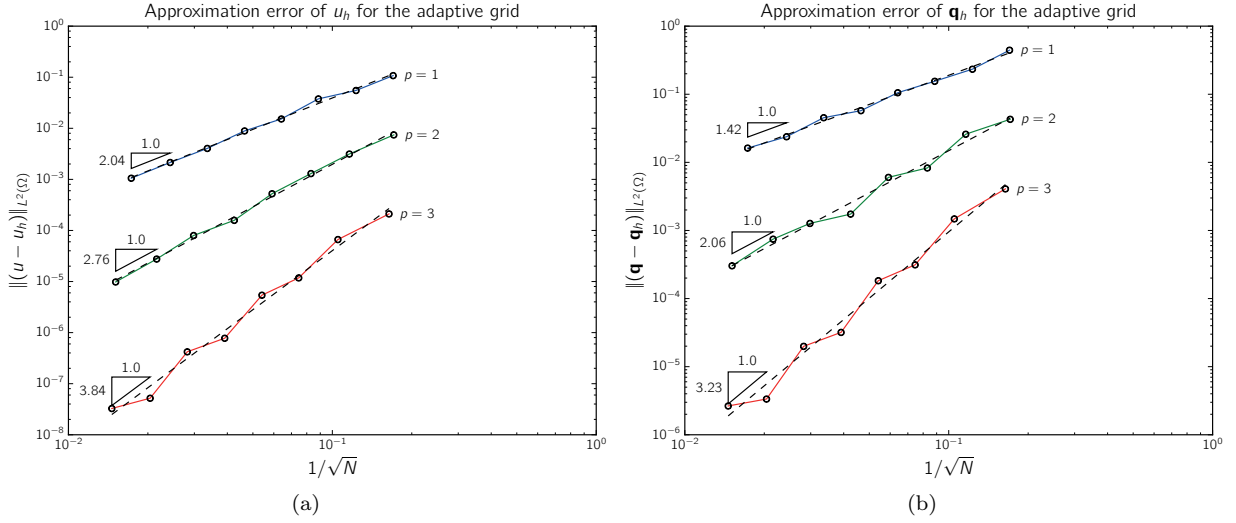 Approximation error of u_h for the adaptive grid
10^0
10^{-1}
10^{-2}
10^{-3}
10^{-4}
10^{-5}
10^{-6}
10^{-7}
10^{-8}
‖(u − u_h)‖_{L^2(Ω)}
p = 1
1.0
2.04
p = 2
1.0
2.76
p = 3
1.0
3.84
10^{-2}
10^{-1}
10^0
1/√N
(a)
Approximation error of q_h for the adaptive grid
10^0
10^{-1}
10^{-2}
10^{-3}
10^{-4}
10^{-5}
10^{-6}
‖(q − q_h)‖_{L^2(Ω)}
p = 1
1.0
1.42
p = 2
1.0
2.06
p = 3
1.0
3.23
10^{-2}
10^{-1}
10^0
1/√N
(b)